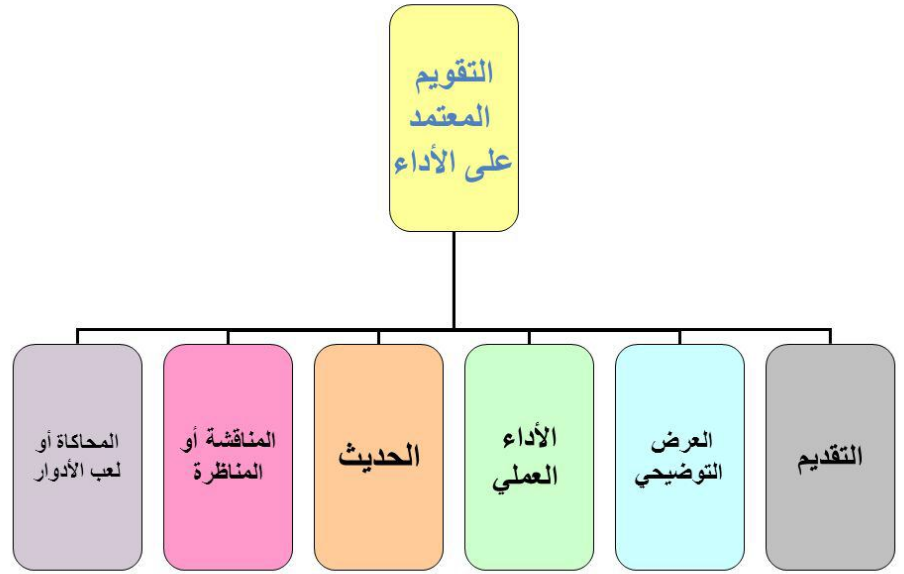 التقويم
المعتمد
على الأداء
التقديم
العرض
التوضيحي
الأداء
العملي
الحديث
المناقشة أو
المناظرة
المحاكاة أو
لعب الأدوار